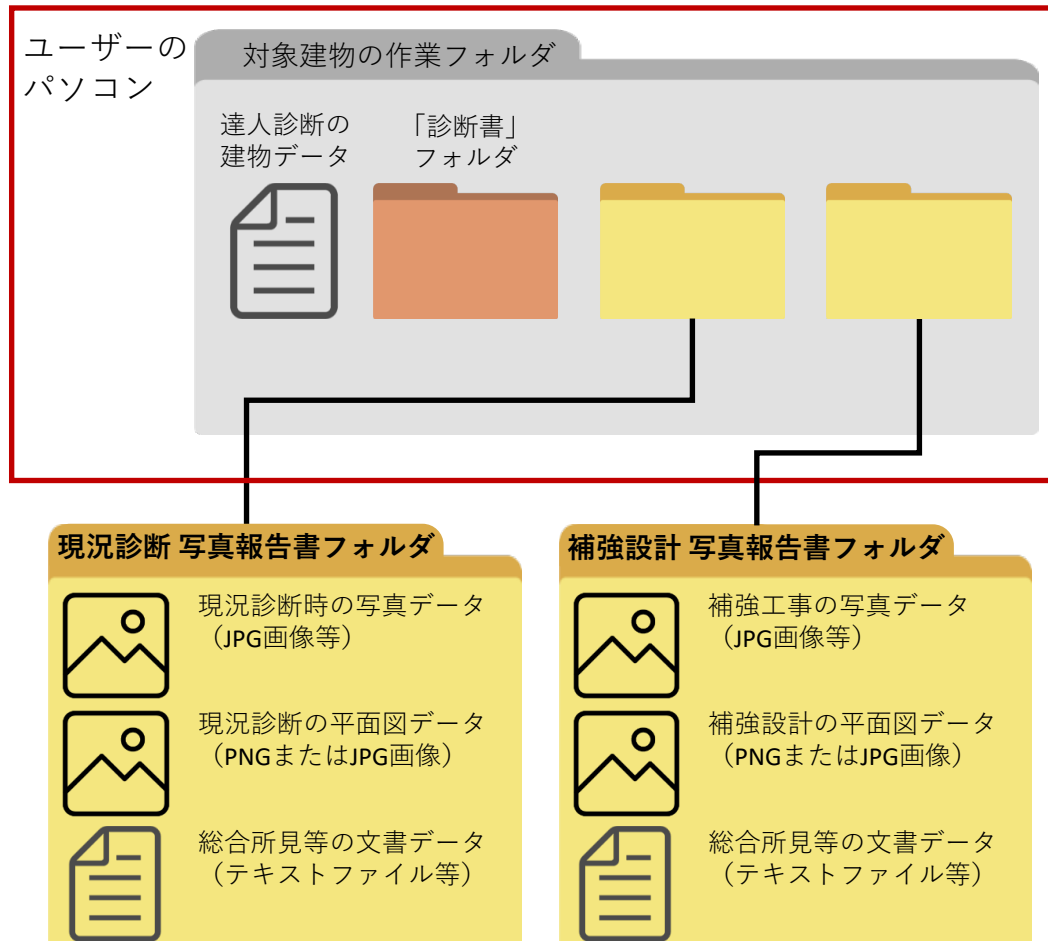 ユーザーの
パソコン
対象建物の作業フォルダ
達人診断の
建物データ
「診断書」
フォルダ
現況診断 写真報告書フォルダ
現況診断時の写真データ
（JPG画像等）
現況診断の平面図データ
（PNGまたはJPG画像）
総合所見等の文書データ
（テキストファイル等）
補強設計 写真報告書フォルダ
補強工事の写真データ
（JPG画像等）
補強設計の平面図データ
（PNGまたはJPG画像）
総合所見等の文書データ
（テキストファイル等）